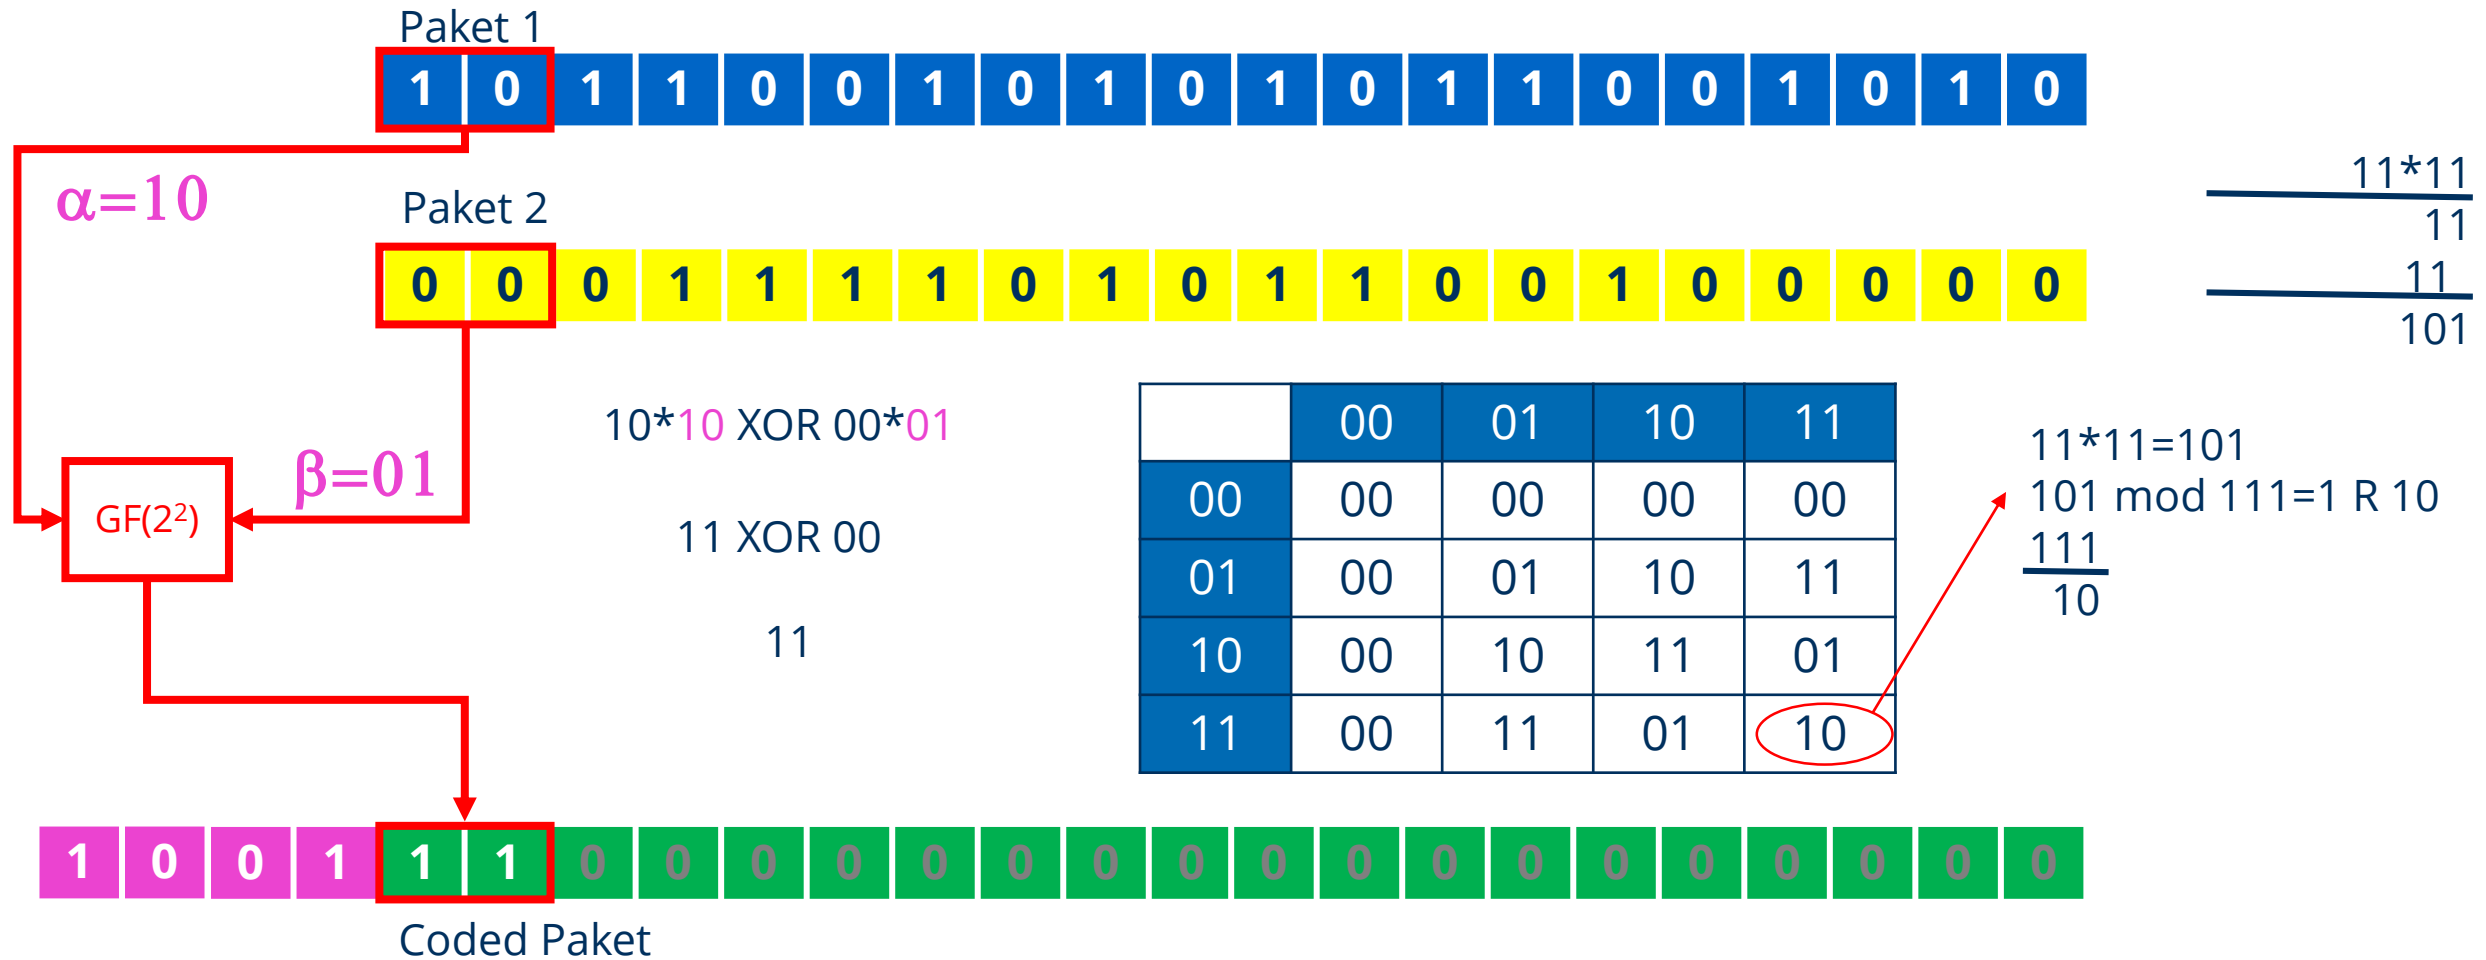 Paket 1
1 0 1 1 0 0 1 0 1 0 1 0 1 1 0 0 1 0 1 0
α=10
Paket 2
0 0 0 1 1 1 1 0 1 0 1 1 0 0 1 0 0 0 0 0
11*11
11
11
101
β=01
GF(2²)
10*10 XOR 00*01
11 XOR 00
11
00 01 10 11
00 00 00 00 00
01 00 01 10 11
10 00 10 11 01
11 00 11 01 10
11*11=101
101 mod 111=1 R 10
111
10
1 0 0 1 1 1 0 0 0 0 0 0 0 0 0 0 0 0 0 0 0 0 0 0
Coded Paket